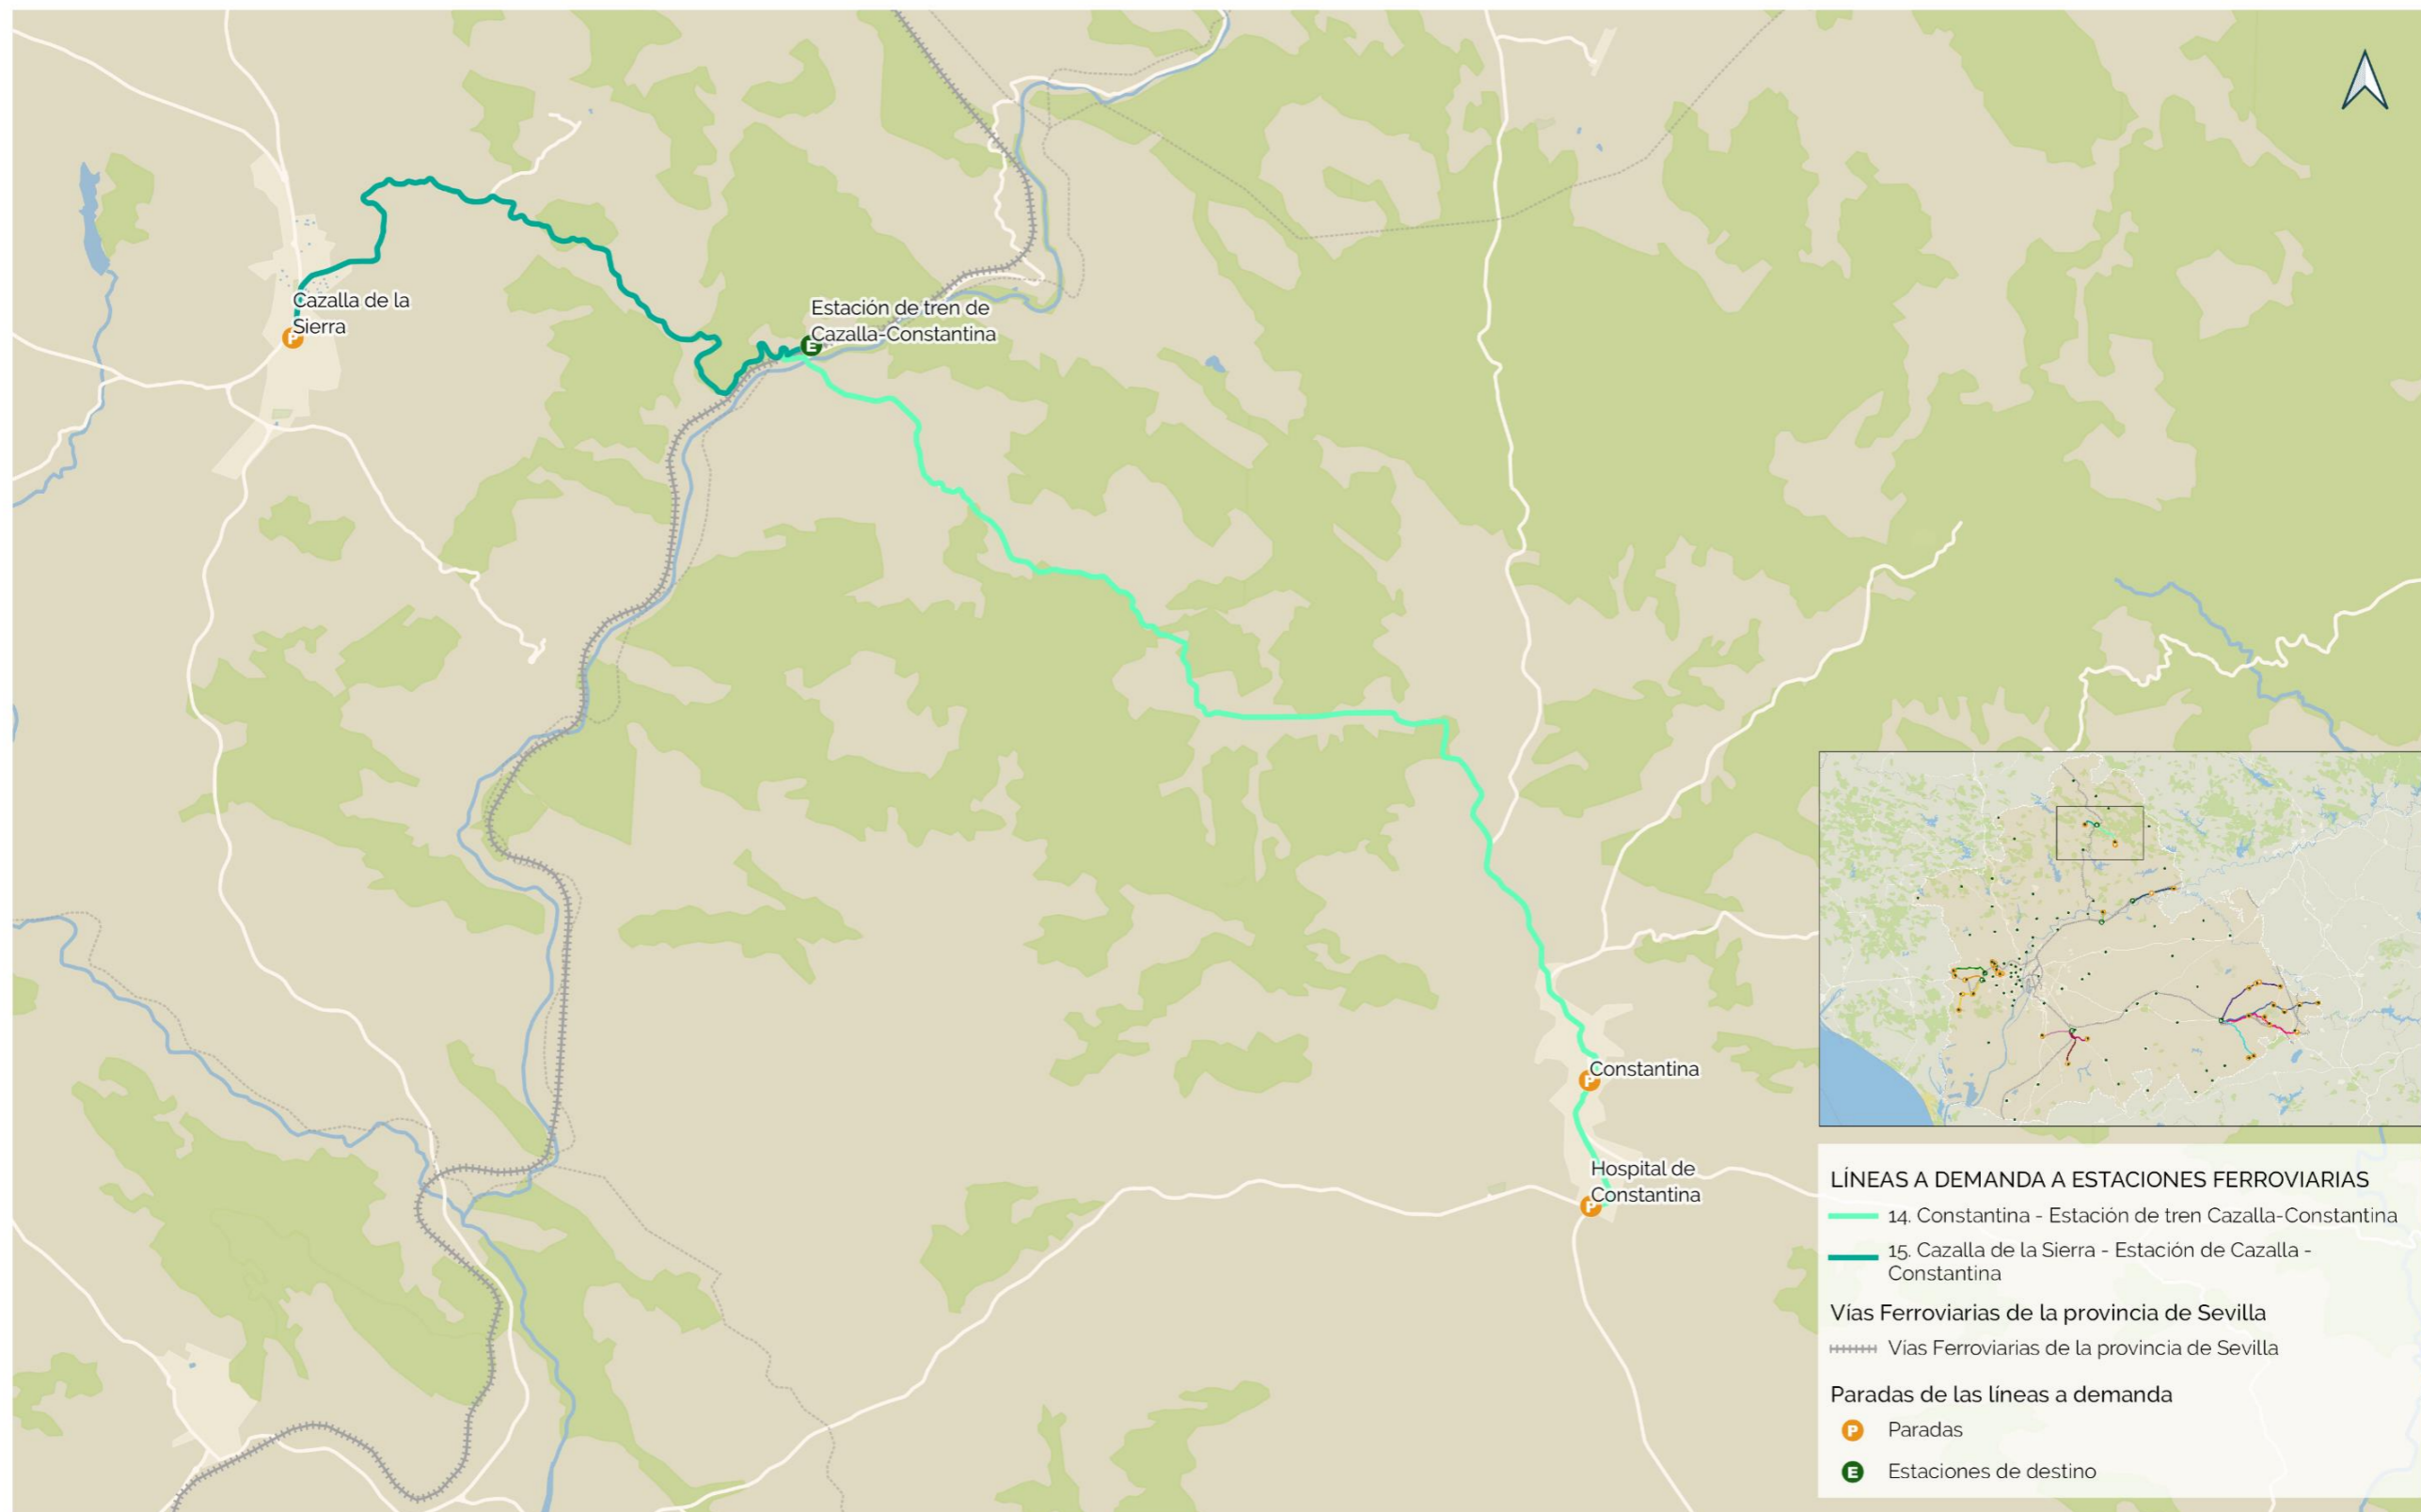 Cazalla de la
Sierra
P
Estación de tren de
Cazalla-Constantina
E
Constantina
P
Hospital de
Constantina
P
LÍNEAS A DEMANDA A ESTACIONES FERROVIARIAS
14. Constantina - Estación de tren Cazalla-Constantina
15. Cazalla de la Sierra - Estación de Cazalla -
Constantina
Vías Ferroviarias de la provincia de Sevilla
Vías Ferroviarias de la provincia de Sevilla
Paradas de las líneas a demanda
P Paradas
E Estaciones de destino